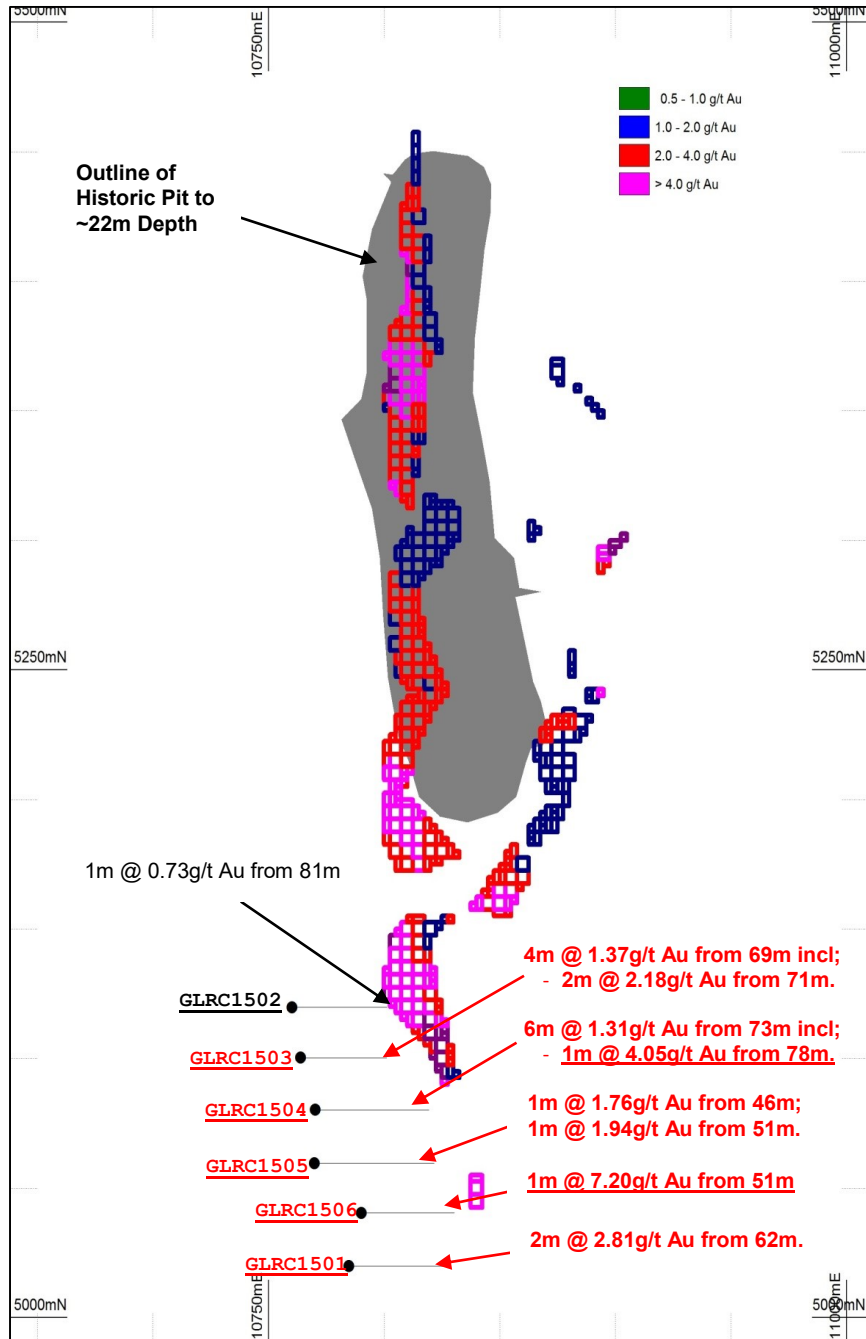 5500mN
10750mE
11000mE
5500mN
0.5 - 1.0 g/t Au
1.0 - 2.0 g/t Au
2.0 - 4.0 g/t Au
> 4.0 g/t Au
Outline of
Historic Pit to
~22m Depth
5250mN
5250mN
1m @ 0.73g/t Au from 81m
4m @ 1.37g/t Au from 69m incl;
- 2m @ 2.18g/t Au from 71m.
GLRC1502
6m @ 1.31g/t Au from 73m incl;
- 1m @ 4.05g/t Au from 78m.
GLRC1503
1m @ 1.76g/t Au from 46m;
1m @ 1.94g/t Au from 51m.
GLRC1504
GLRC1505
1m @ 7.20g/t Au from 51m
GLRC1506
2m @ 2.81g/t Au from 62m.
GLRC1501
5000mN
10750mE
11000mE
5000mN